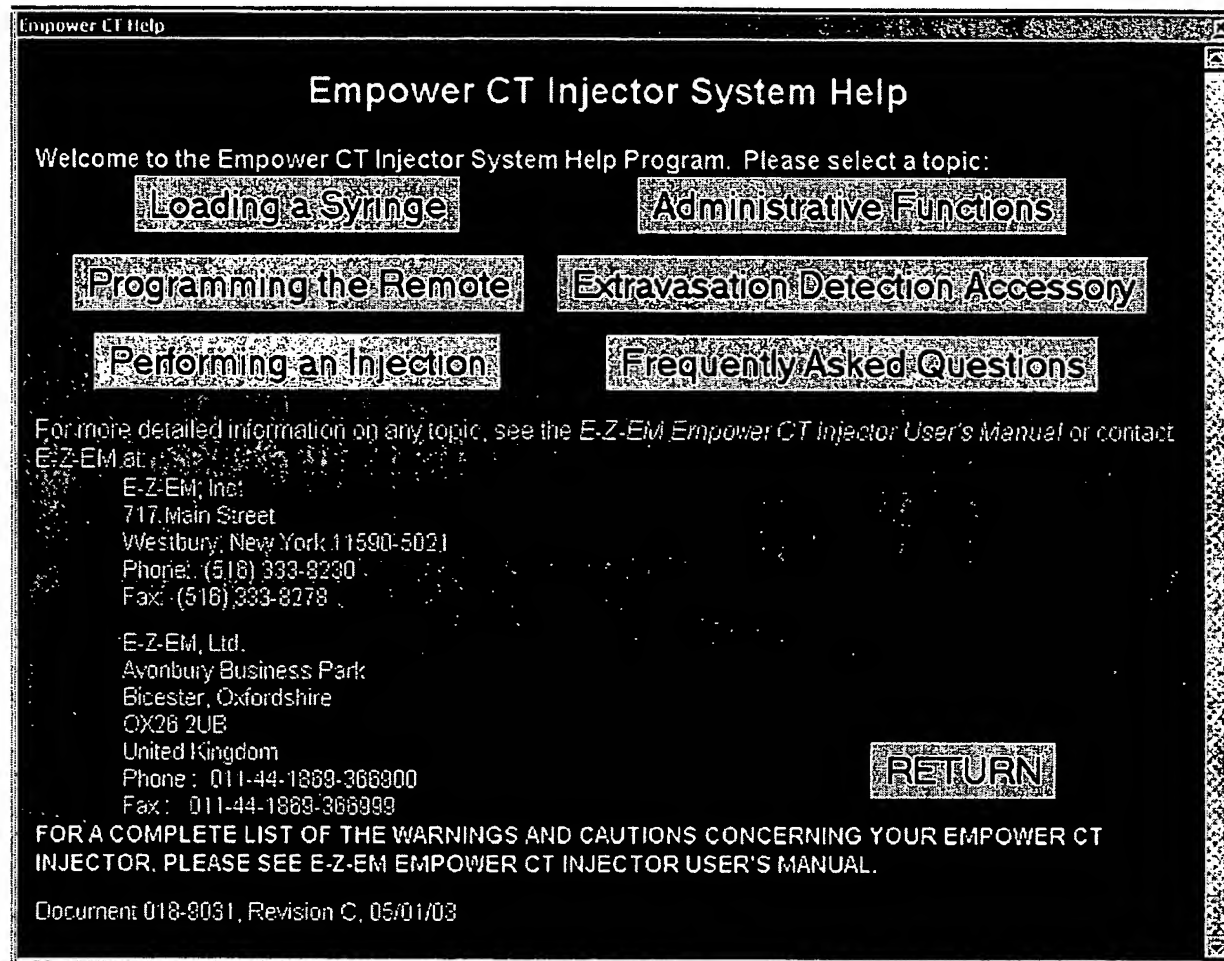 Empower CT Help
Empower CT Injector System Help
Welcome to the Empower CT Injector System Help Program. Please select a topic:
Loading a Syringe
Administrative Functions
Programming the Remote
Extravasation Detection Accessory
Performing an Injection
Frequently Asked Questions
For more detailed information on any topic, see the E-Z-EM Empower CT Injector User's Manual or contact
E-Z-EM at:
E-Z-EM, Inc.
717 Main Street
Westbury, New York 11590-5021
Phone: (516) 333-8230
Fax: (516) 333-8278
E-Z-EM, Ltd.
Avonbury Business Park
Bicester, Oxfordshire
OX26 2UB
United Kingdom
Phone: 011-44-1869-366900
Fax: 011-44-1869-366999
RETURN
FOR A COMPLETE LIST OF THE WARNINGS AND CAUTIONS CONCERNING YOUR EMPOWER CT
INJECTOR, PLEASE SEE E-Z-EM EMPOWER CT INJECTOR USER'S MANUAL.
Document 018-9031, Revision C, 05/01/03